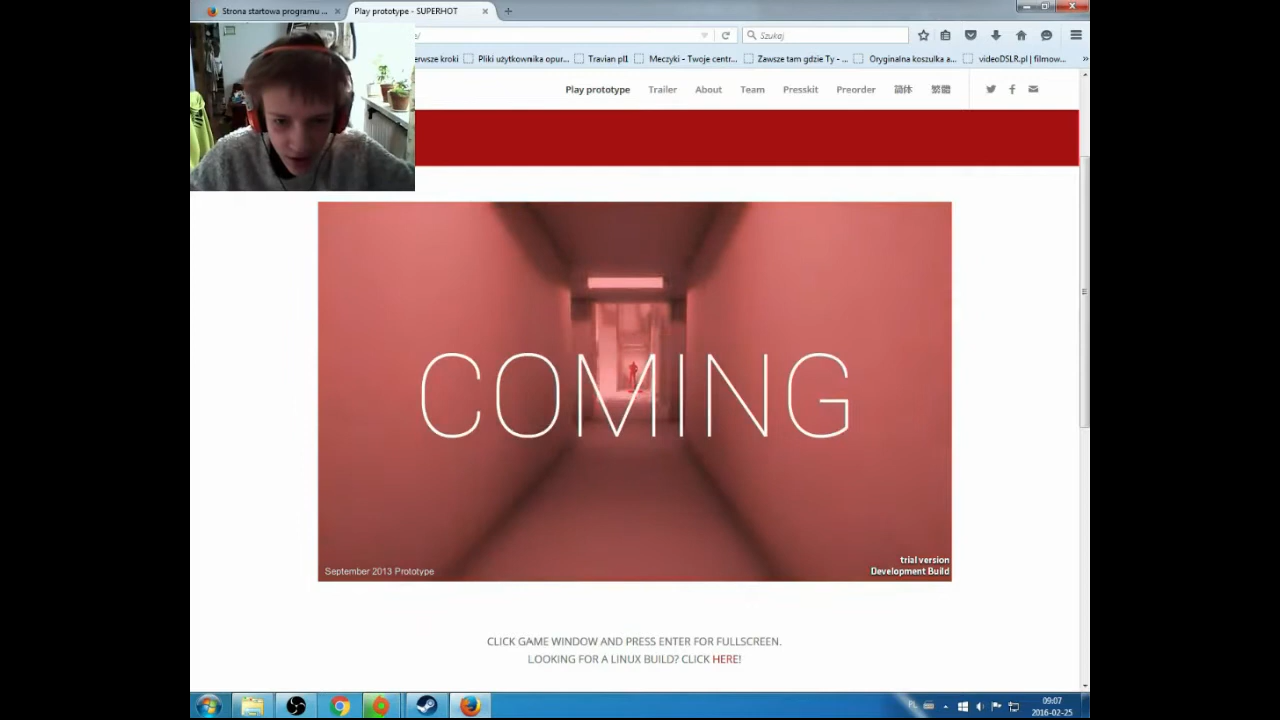 Strona startowa programu ...
Play prototype - SUPERHOT
Szukaj
erwsze kroki
Pliki użytkownika opur...
Travian pl1
Meczyki - Twoje centr...
Zawsze tam gdzie Ty - ...
Oryginalna koszulka a...
videoDSLR.pl | filmow...
Play prototype
Trailer
About
Team
Presskit
Preorder
简体
繁體
COMING
trial version
September 2013 Prototype
Development Build
CLICK GAME WINDOW AND PRESS ENTER FOR FULLSCREEN.
LOOKING FOR A LINUX BUILD? CLICK HERE!
PL
09:07
2016-02-25